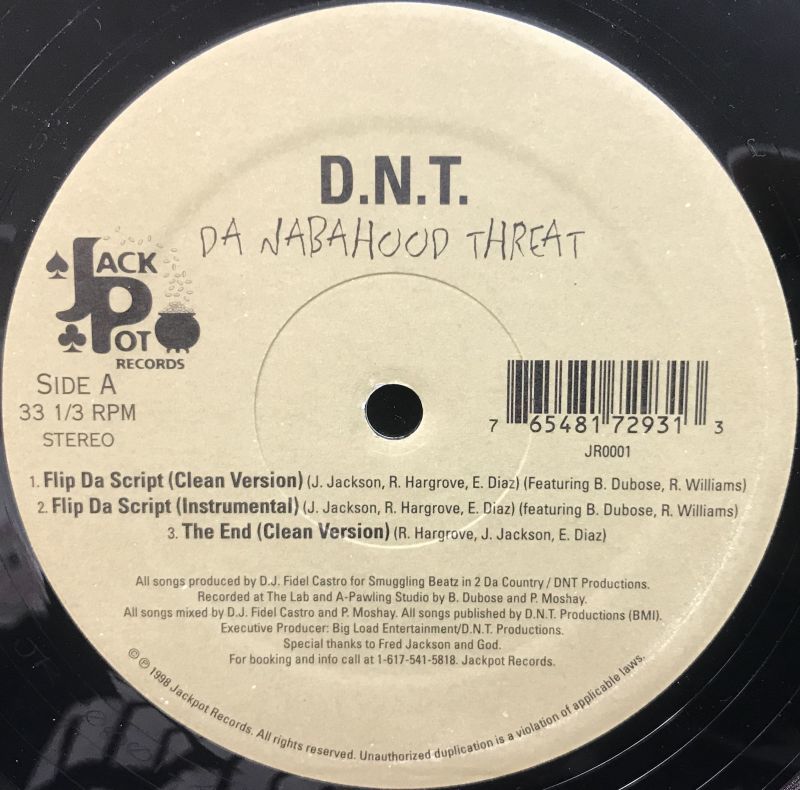 D.N.T.
DA NABAHOOD THREAT
JACK
POT
RECORDS
SIDE A
33 1/3 RPM
STEREO
7 65481 72931 3
JR0001
1. Flip Da Script (Clean Version) (J. Jackson, R. Hargrove, E. Diaz) (Featuring B. Dubose, R. Williams)
2. Flip Da Script (Instrumental) (J. Jackson, R. Hargrove, E. Diaz) (featuring B. Dubose, R. Williams)
3. The End (Clean Version) (R. Hargrove, J. Jackson, E. Diaz)
All songs produced by D.J. Fidel Castro for Smuggling Beatz in 2 Da Country / DNT Productions.
Recorded at The Lab and A-Pawling Studio by B. Dubose and P. Moshay.
All songs mixed by D.J. Fidel Castro and P. Moshay. All songs published by D.N.T. Productions (BMI).
Executive Producer: Big Load Entertainment/D.N.T. Productions.
Special thanks to Fred Jackson and God.
For booking and info call at 1-617-541-5818. Jackpot Records.
© ℗ 1998 Jackpot Records. All rights reserved. Unauthorized duplication is a violation of applicable laws.